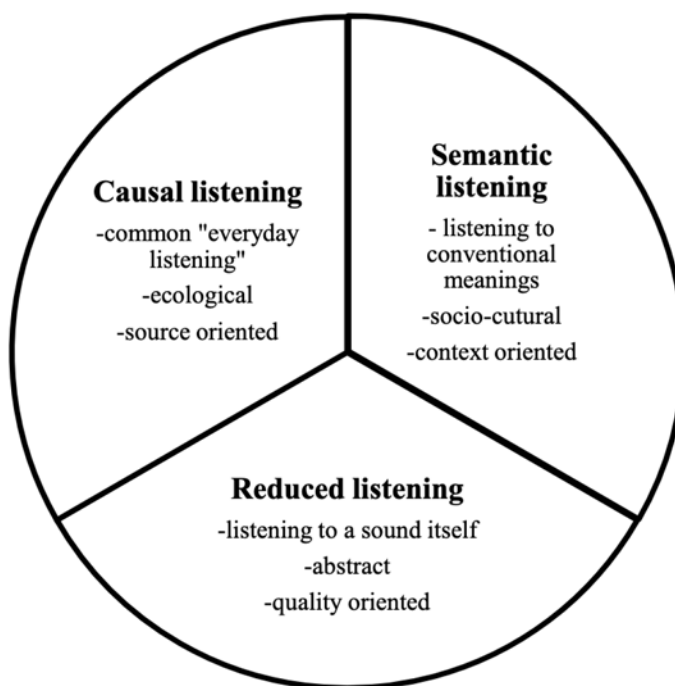 Causal listening
-common "everyday
listening"
-ecological
-source oriented
Semantic
listening
- listening to
conventional
meanings
-socio-cutural
-context oriented
Reduced listening
-listening to a sound itself
-abstract
-quality oriented